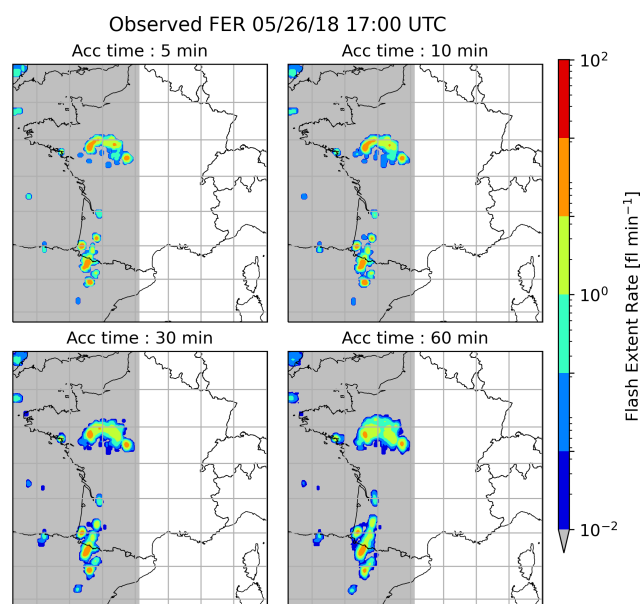 Observed FER 05/26/18 17:00 UTC
Acc time : 5 min
Acc time : 10 min
Acc time : 30 min
Acc time : 60 min
10²
10⁰
10⁻²
Flash Extent Rate [fl min⁻¹]